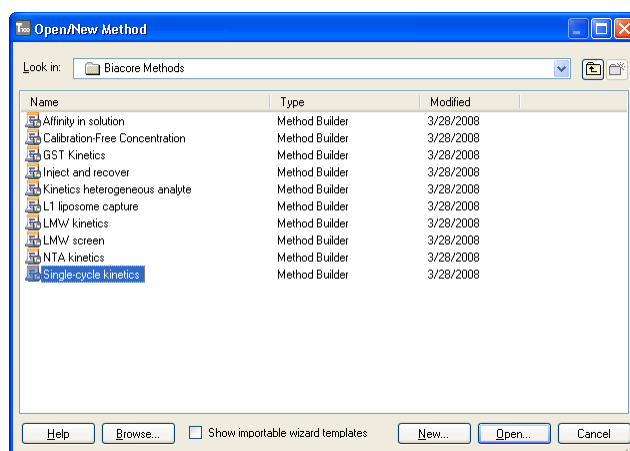 T100 Open/New Method
Look in: Biacore Methods
Name Type Modified
Affinity in solution Method Builder 3/28/2008
Calibration-Free Concentration Method Builder 3/28/2008
GST Kinetics Method Builder 3/28/2008
Inject and recover Method Builder 3/28/2008
Kinetics heterogeneous analyte Method Builder 3/28/2008
L1 liposome capture Method Builder 3/28/2008
LMW kinetics Method Builder 3/28/2008
LMW screen Method Builder 3/28/2008
NTA kinetics Method Builder 3/28/2008
Single-cycle kinetics Method Builder 3/28/2008
Help Browse... Show importable wizard templates New... Open... Cancel